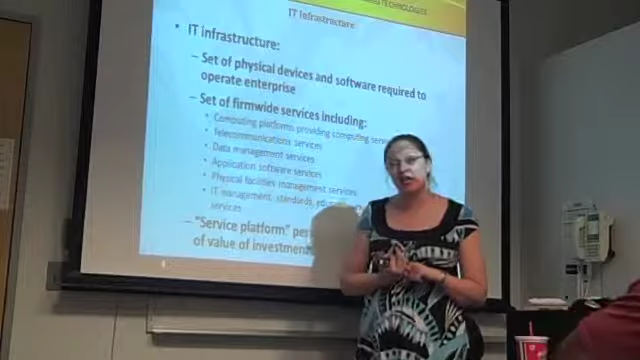 TECHNOLOGIES
IT Infrastructure
• IT infrastructure:
– Set of physical devices and software required to
operate enterprise
– Set of firmwide services including:
• Computing platforms providing computing
• Telecommunications services
• Data management services
• Application software services
• Physical facilities management services
• IT management, standards,
services
– "Service platform"
of value of investment